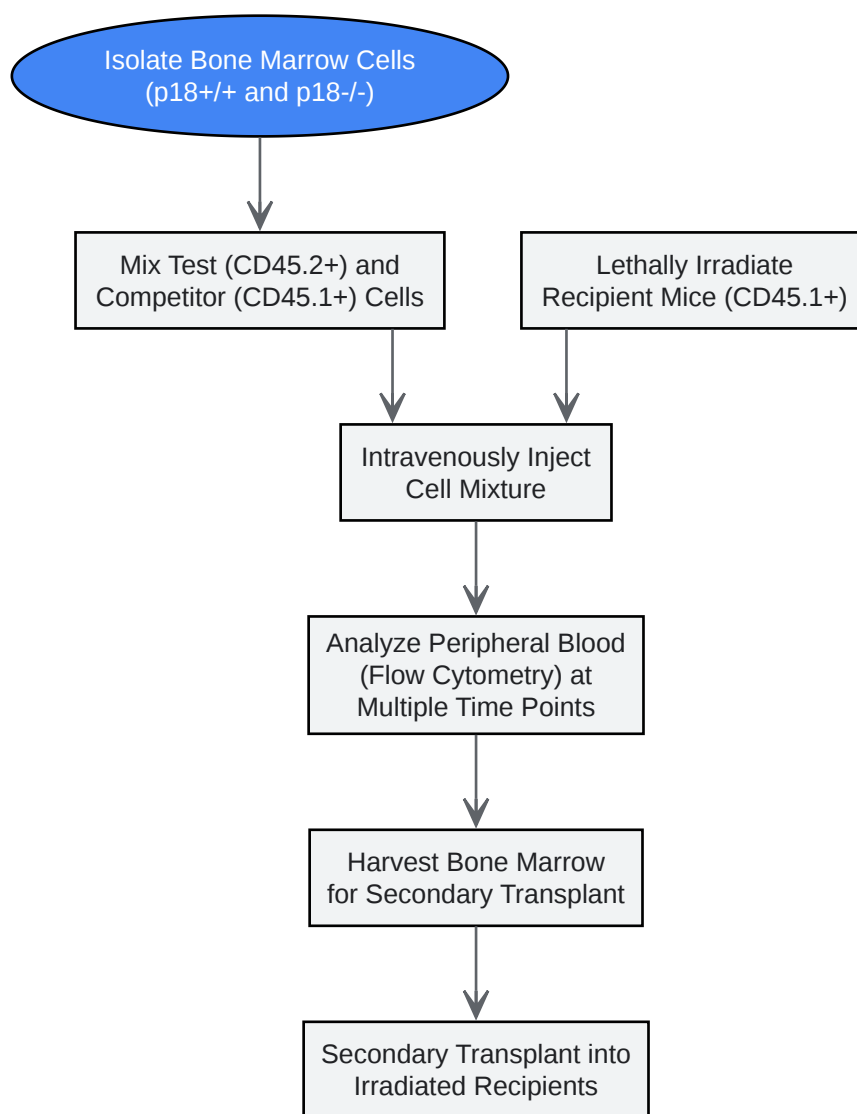 Isolate Bone Marrow Cells
(p18+/+ and p18-/-)
Mix Test (CD45.2+) and
Competitor (CD45.1+) Cells
Lethally Irradiate
Recipient Mice (CD45.1+)
Intravenously Inject
Cell Mixture
Analyze Peripheral Blood
(Flow Cytometry) at
Multiple Time Points
Harvest Bone Marrow
for Secondary Transplant
Secondary Transplant into
Irradiated Recipients